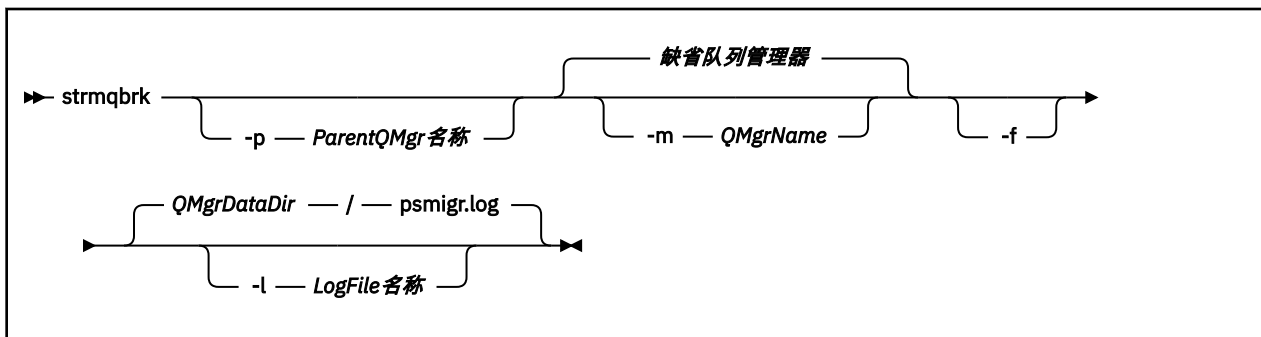 缺省队列管理器
strmqbrk
-p ParentQMgr名称
-m QMgrName
-f
QMgrDataDir / psmigr.log
-l LogFile名称